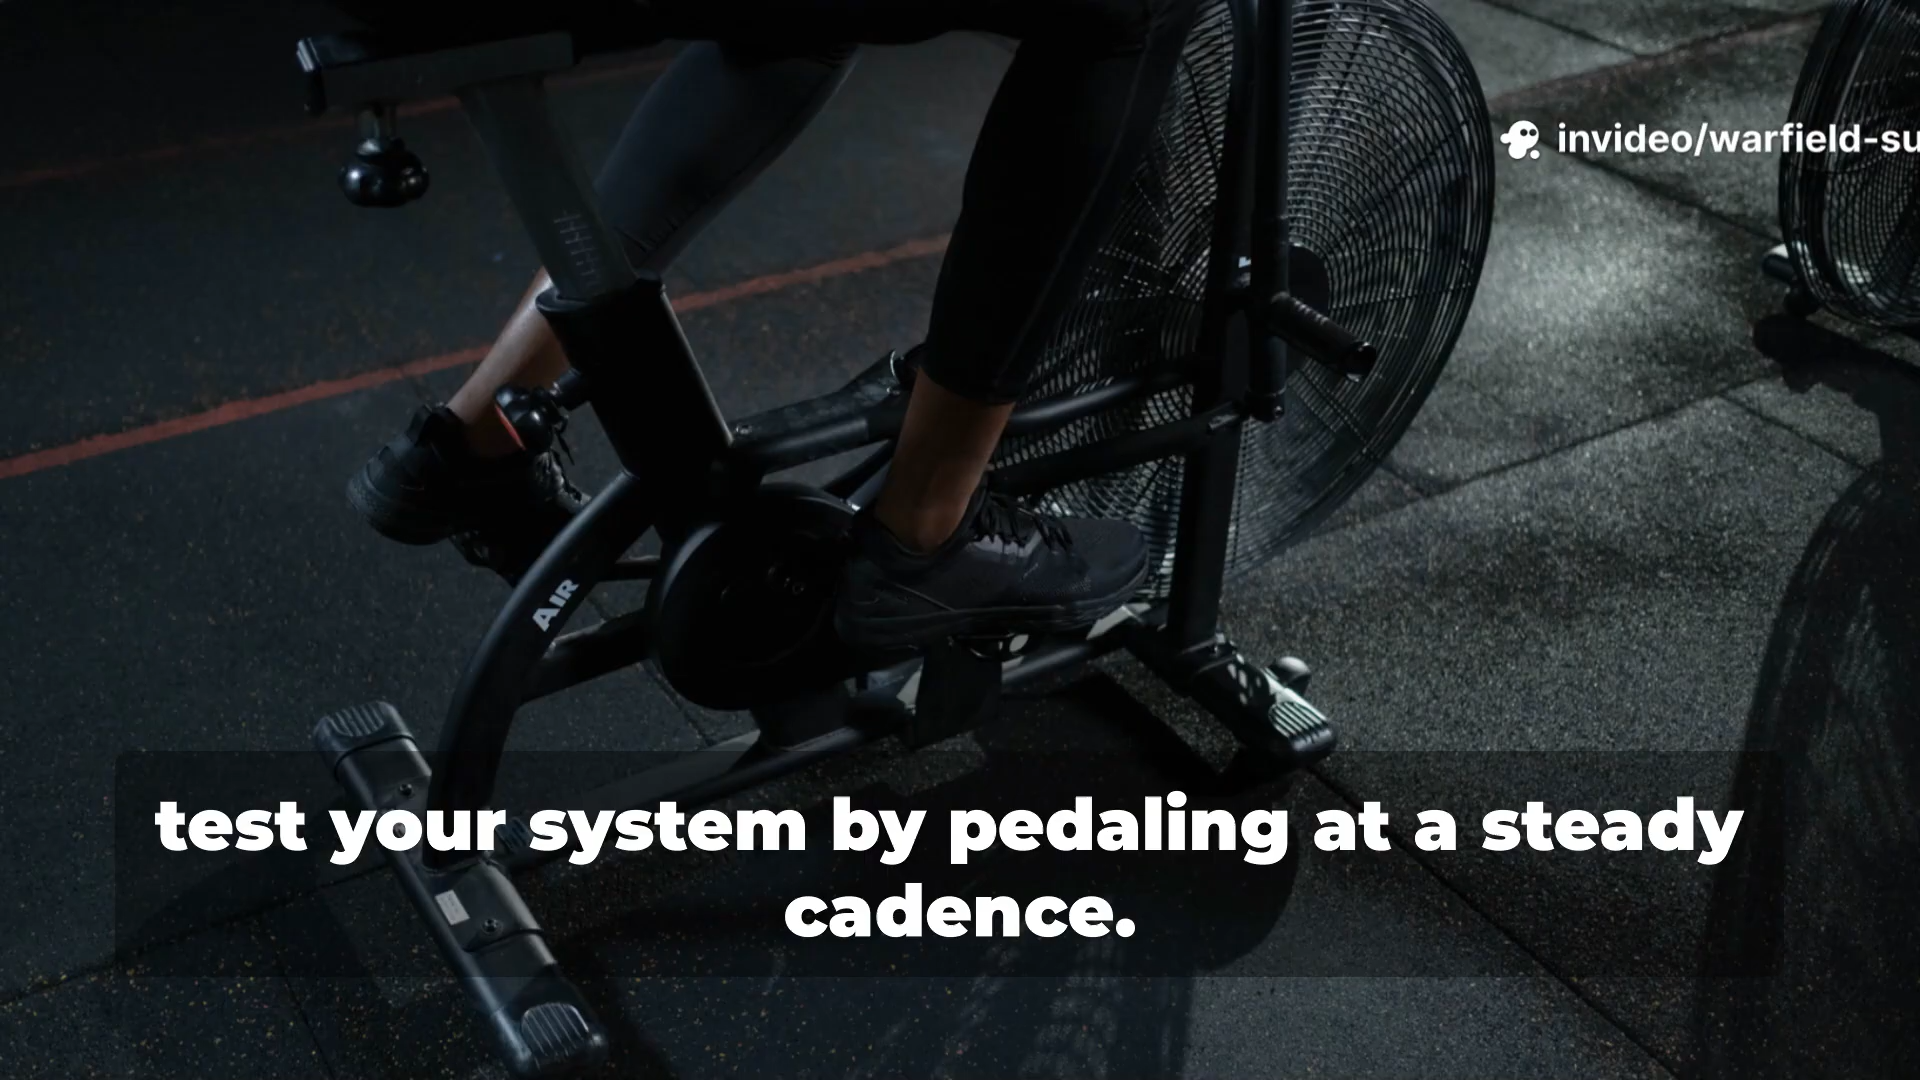 invideo/warfield-su
AIR
test your system by pedaling at a steady
cadence.